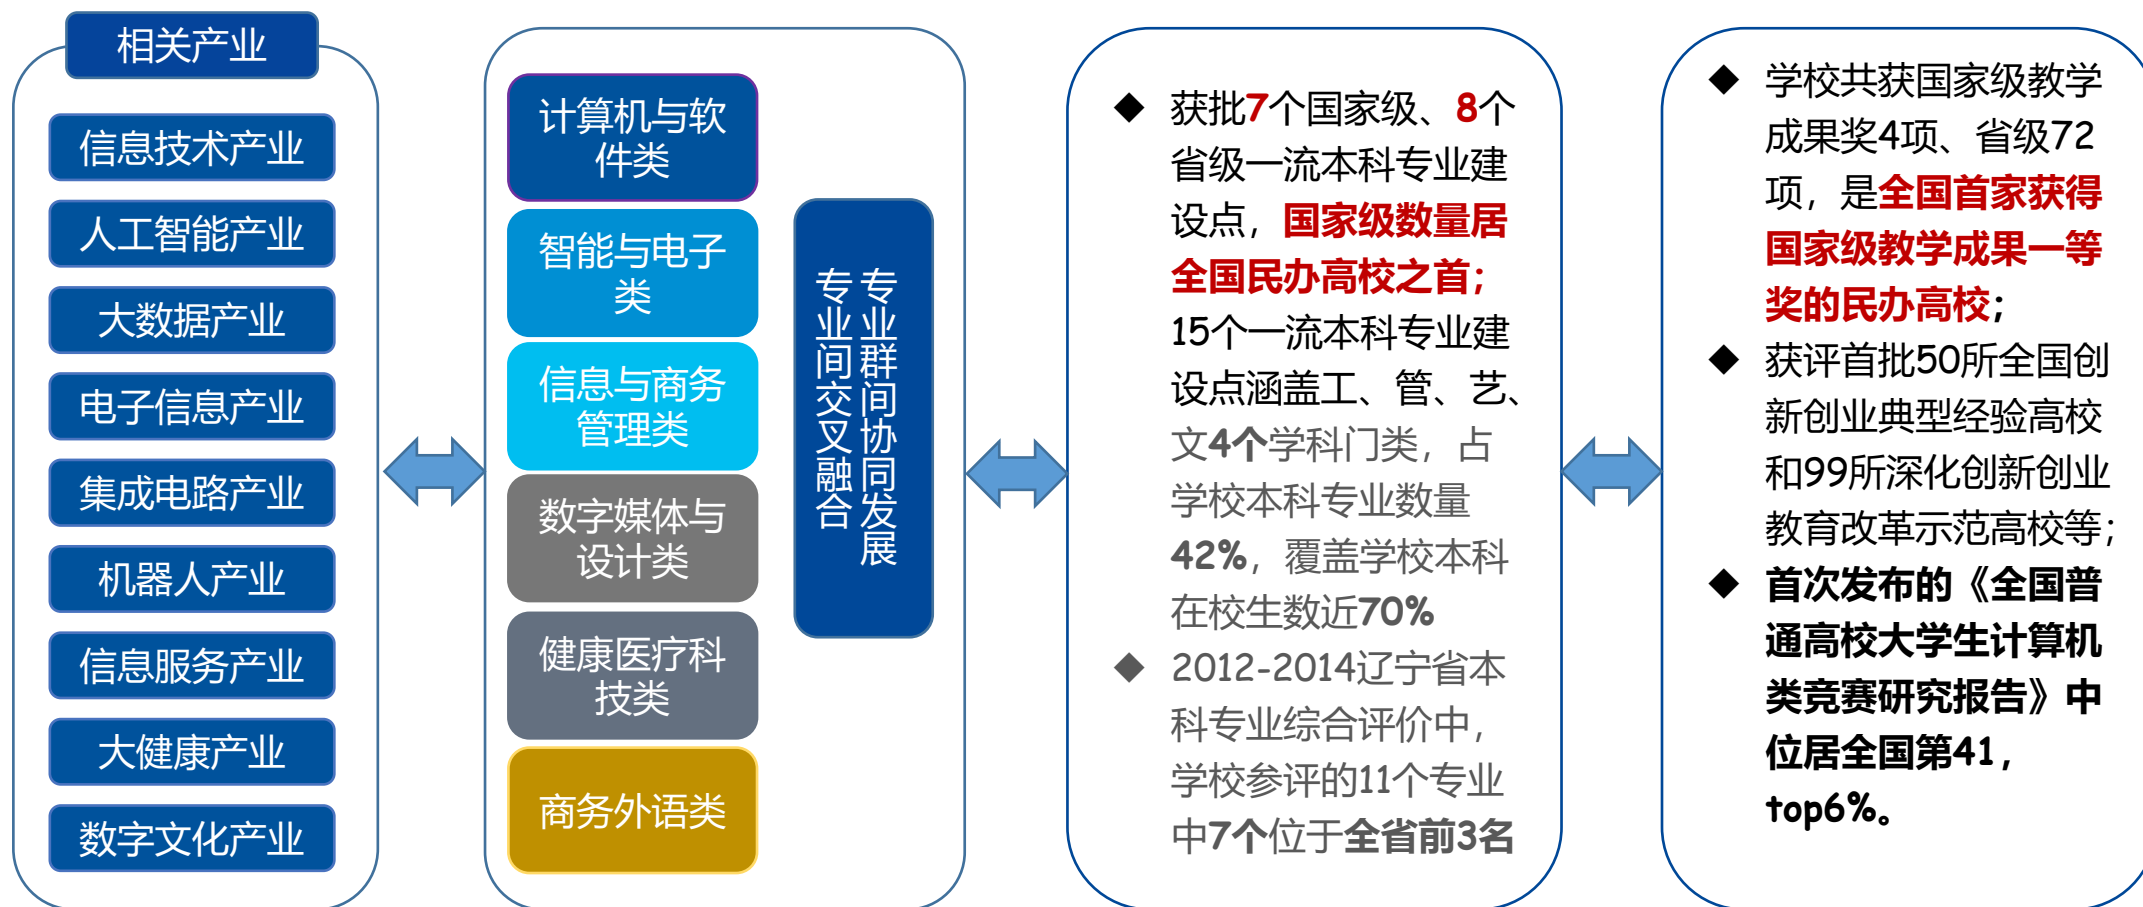 相关产业
信息技术产业
人工智能产业
大数据产业
电子信息产业
集成电路产业
机器人产业
信息服务产业
大健康产业
数字文化产业
计算机与软
件类
智能与电子
类
信息与商务
管理类
数字媒体与
设计类
健康医疗科
技类
商务外语类
专业群间协同发展
专业间交叉融合
◆ 获批7个国家级、8个
省级一流本科专业建
设点，国家级数量居
全国民办高校之首；
15个一流本科专业建
设点涵盖工、管、艺、
文4个学科门类，占
学校本科专业数量
42%，覆盖学校本科
在校生数近70%
◆ 2012-2014辽宁省本
科专业综合评价中，
学校参评的11个专业
中7个位于全省前3名
◆ 学校共获国家级教学
成果奖4项、省级72
项，是全国首家获得
国家级教学成果一等
奖的民办高校；
◆ 获评首批50所全国创
新创业典型经验高校
和99所深化创新创业
教育改革示范高校等；
◆ 首次发布的《全国普
通高校大学生计算机
类竞赛研究报告》中
位居全国第41，
top6%。